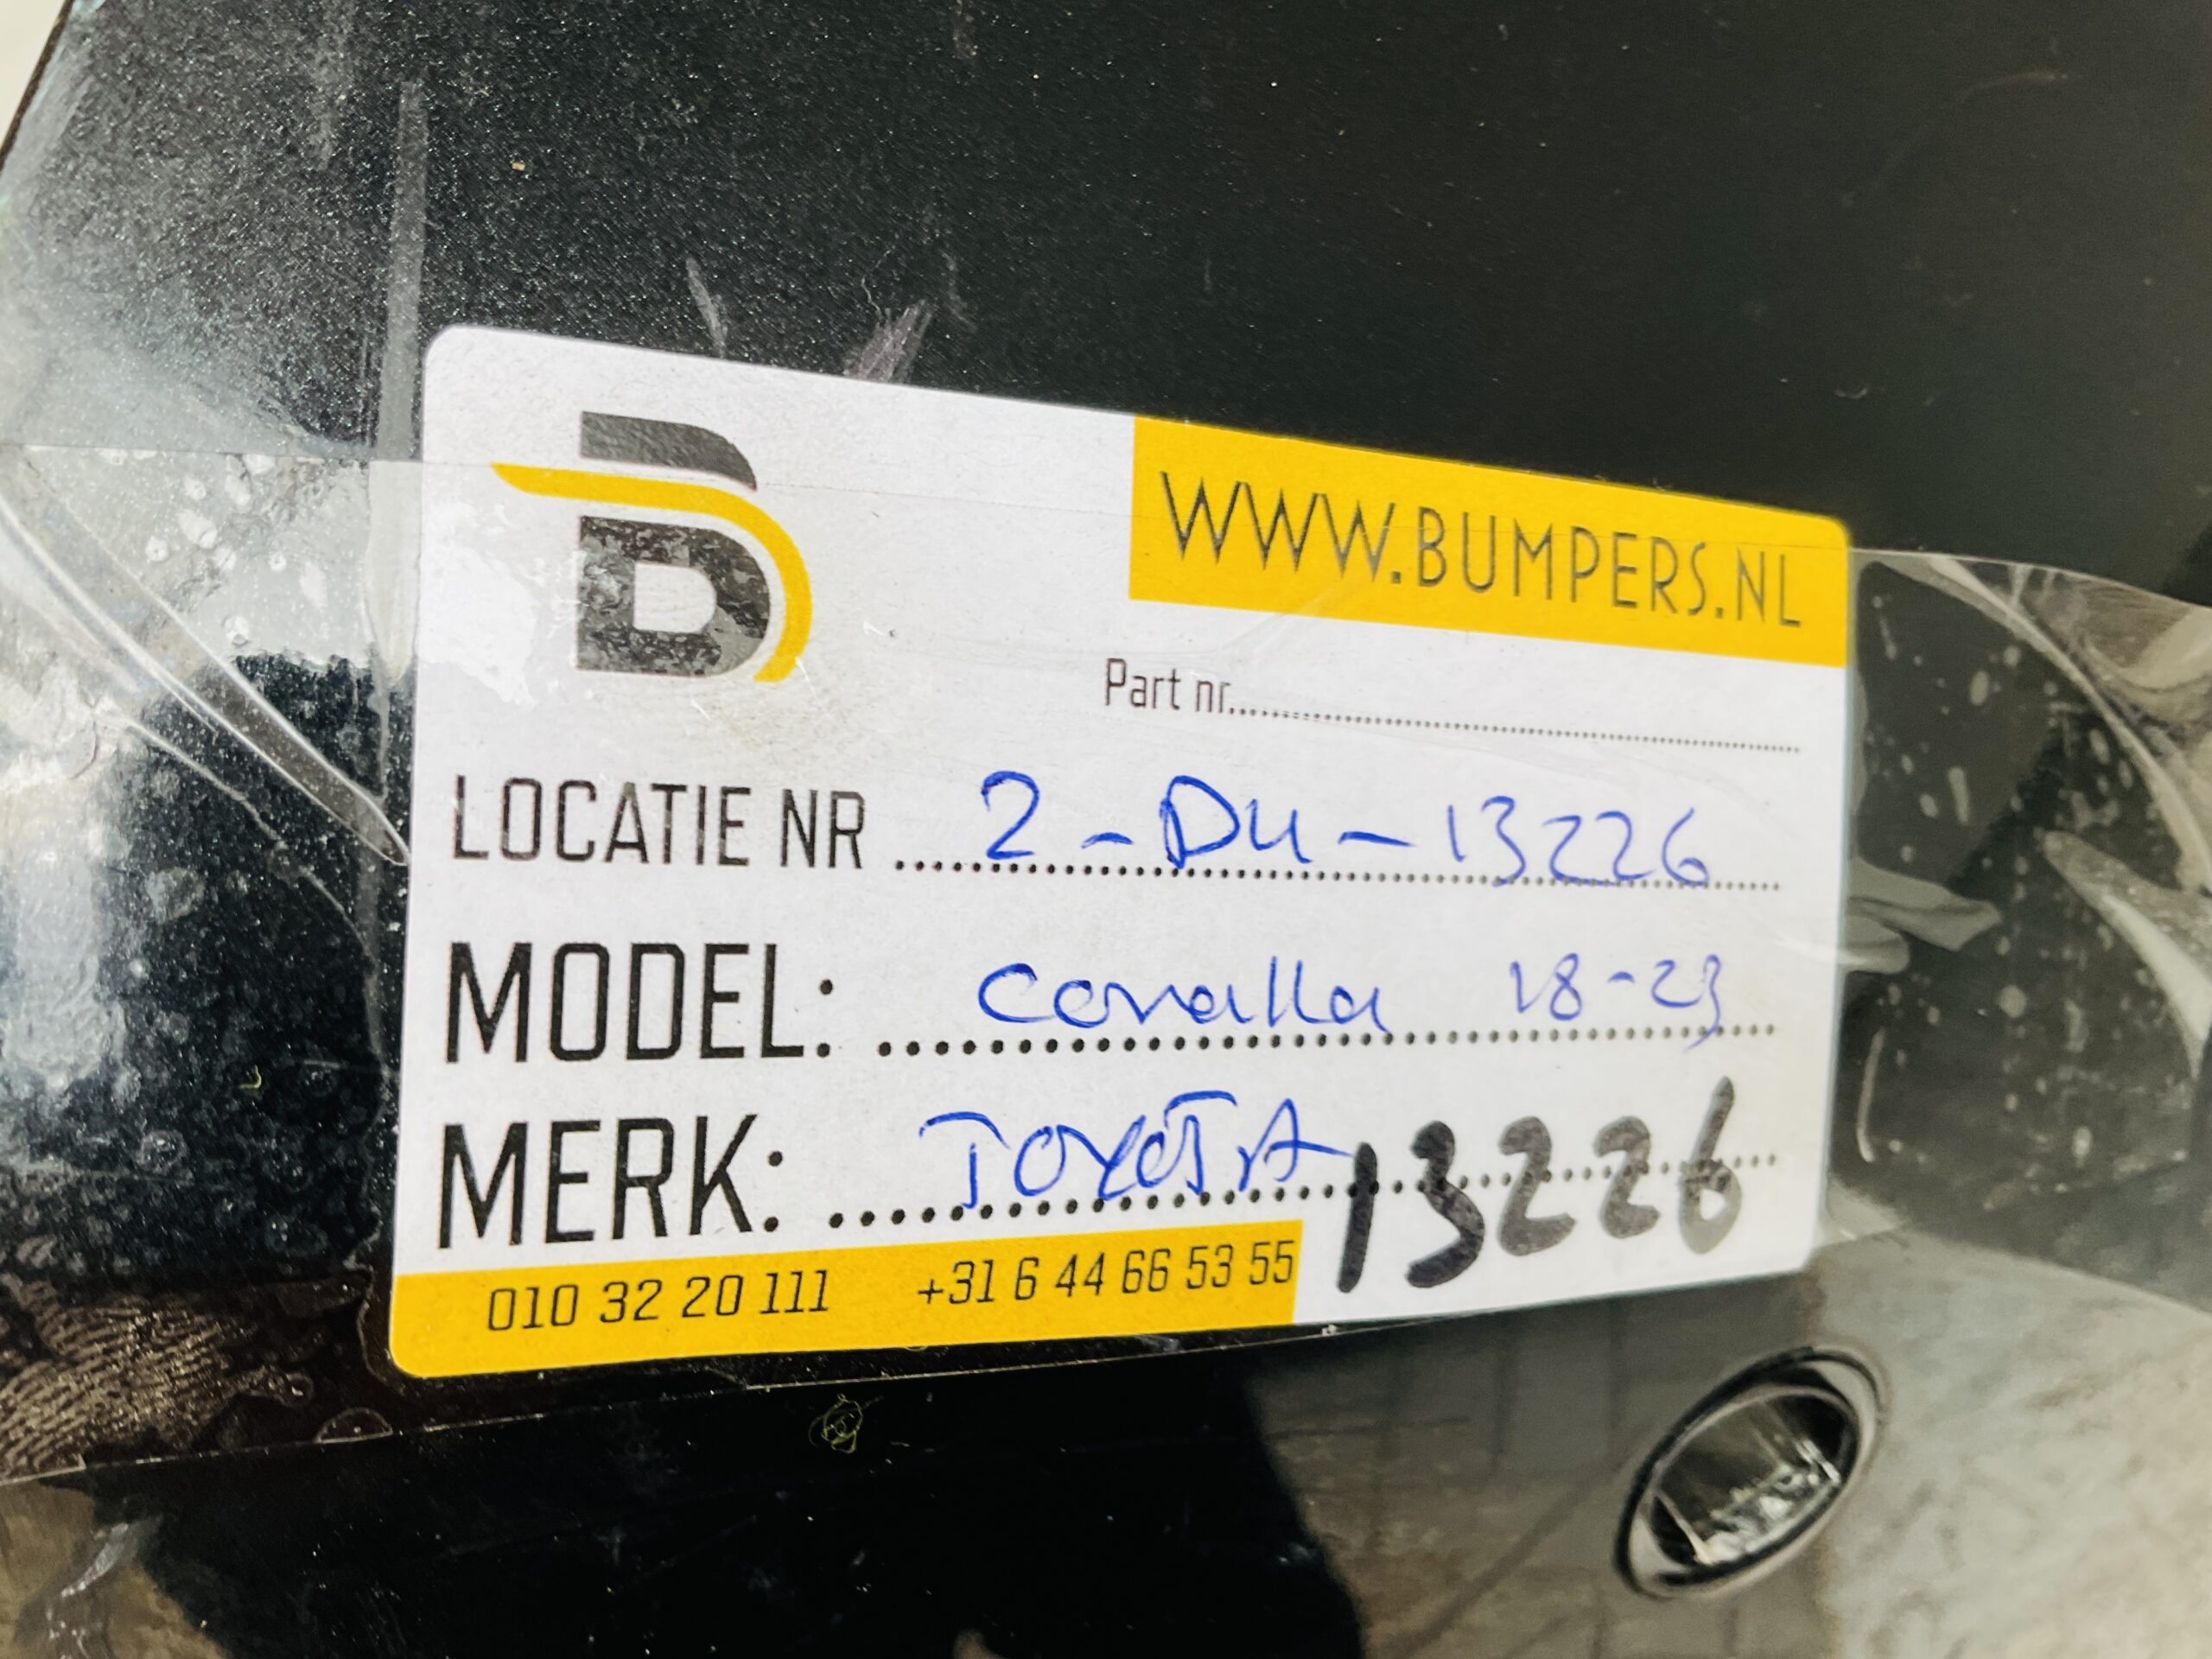 B
WWW.BUMPERS.NL
Part nr.
LOCATIE NR 2-DU-13226
MODEL: Coralla 18-23
MERK: TOYOTA
13226
010 32 20 111 +31 6 44 66 53 55